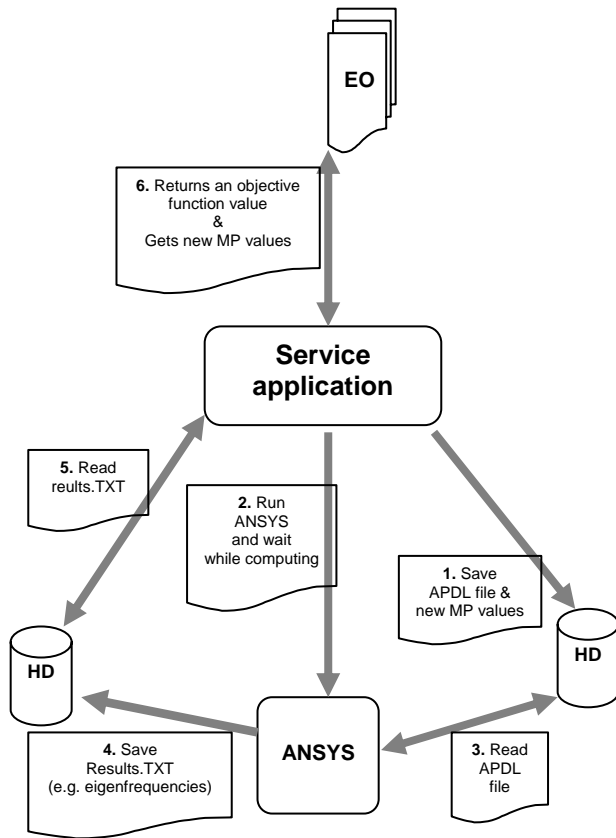 EO
6. Returns an objective
function value
&
Gets new MP values
Service
application
5. Read
reults.TXT
2. Run
ANSYS
and wait
while computing
1. Save
APDL file &
new MP values
HD
HD
ANSYS
4. Save
Results.TXT
(e.g. eigenfrequencies)
3. Read
APDL
file